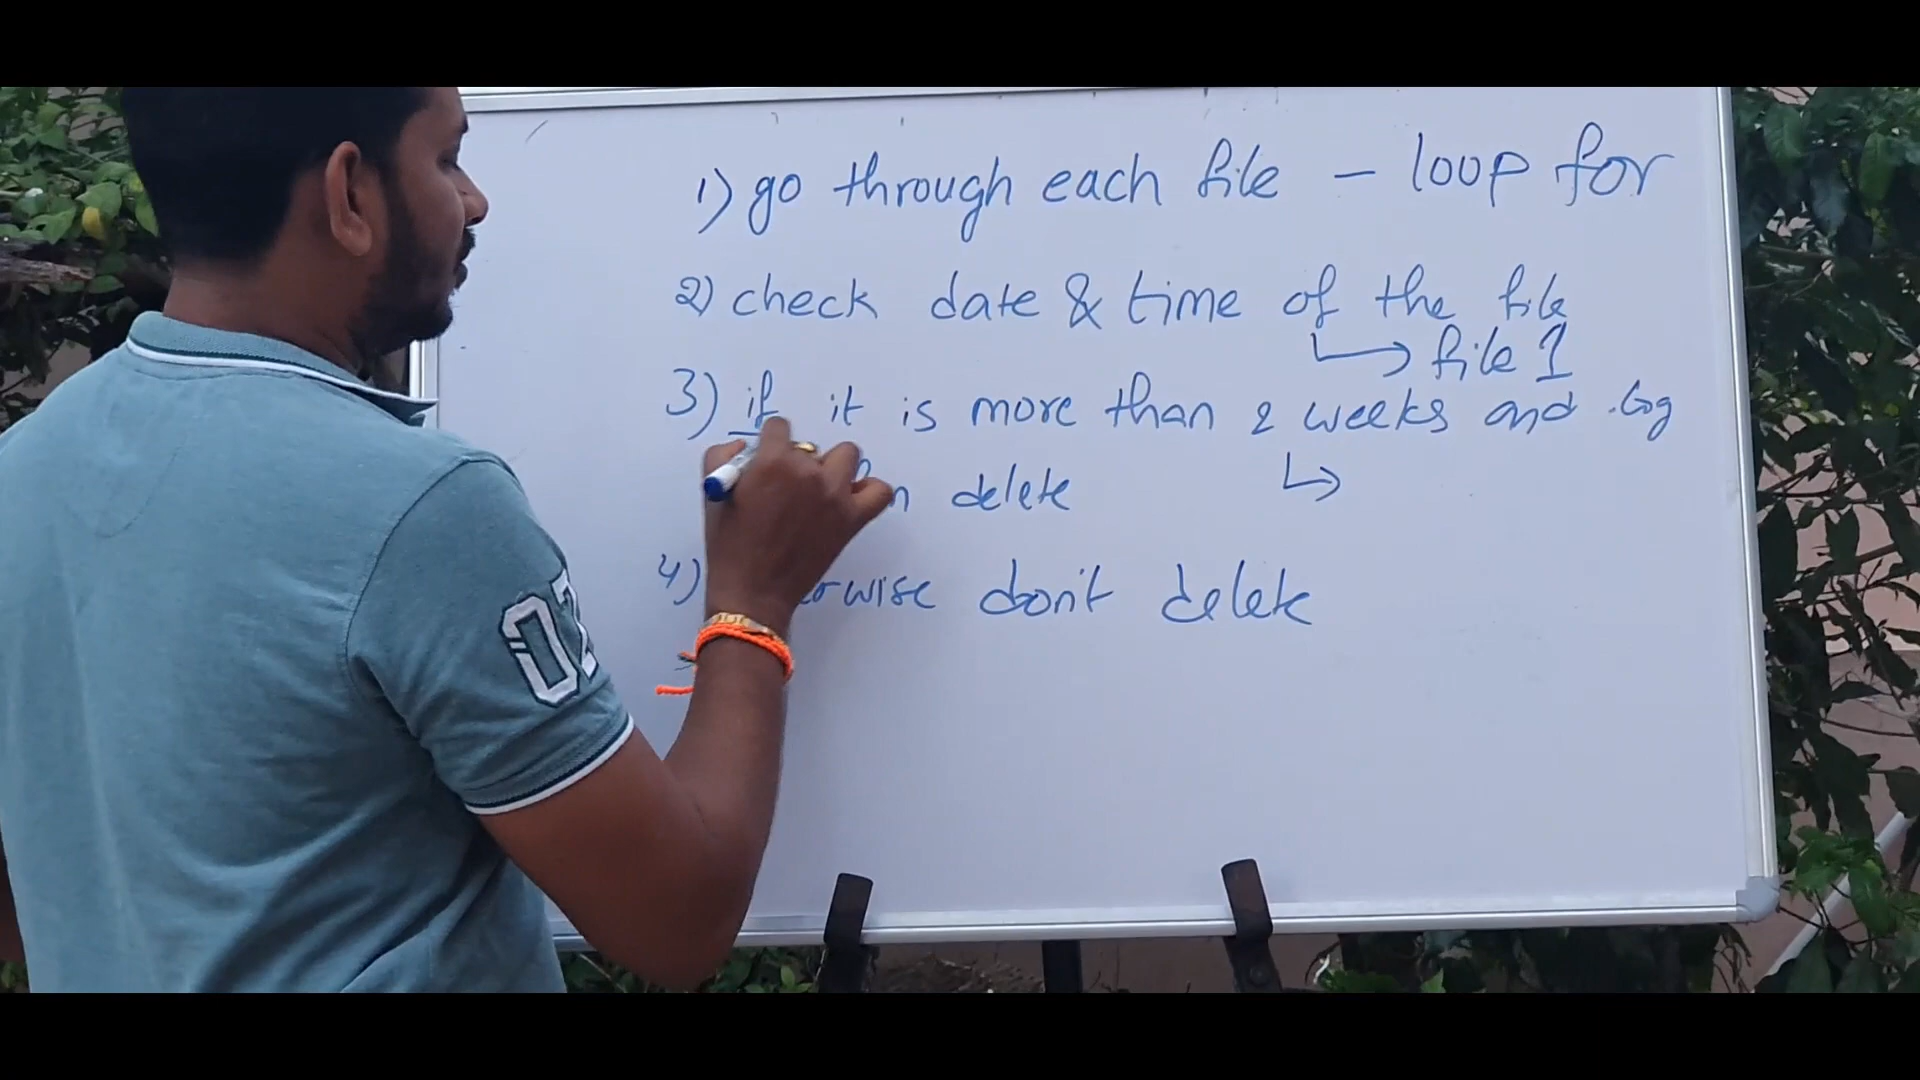 1) go through each file – loop for
2) check date & time of the file
↳ file 1
3) if it is more than 2 weeks and .log
delete ↳
4) don't delete
07